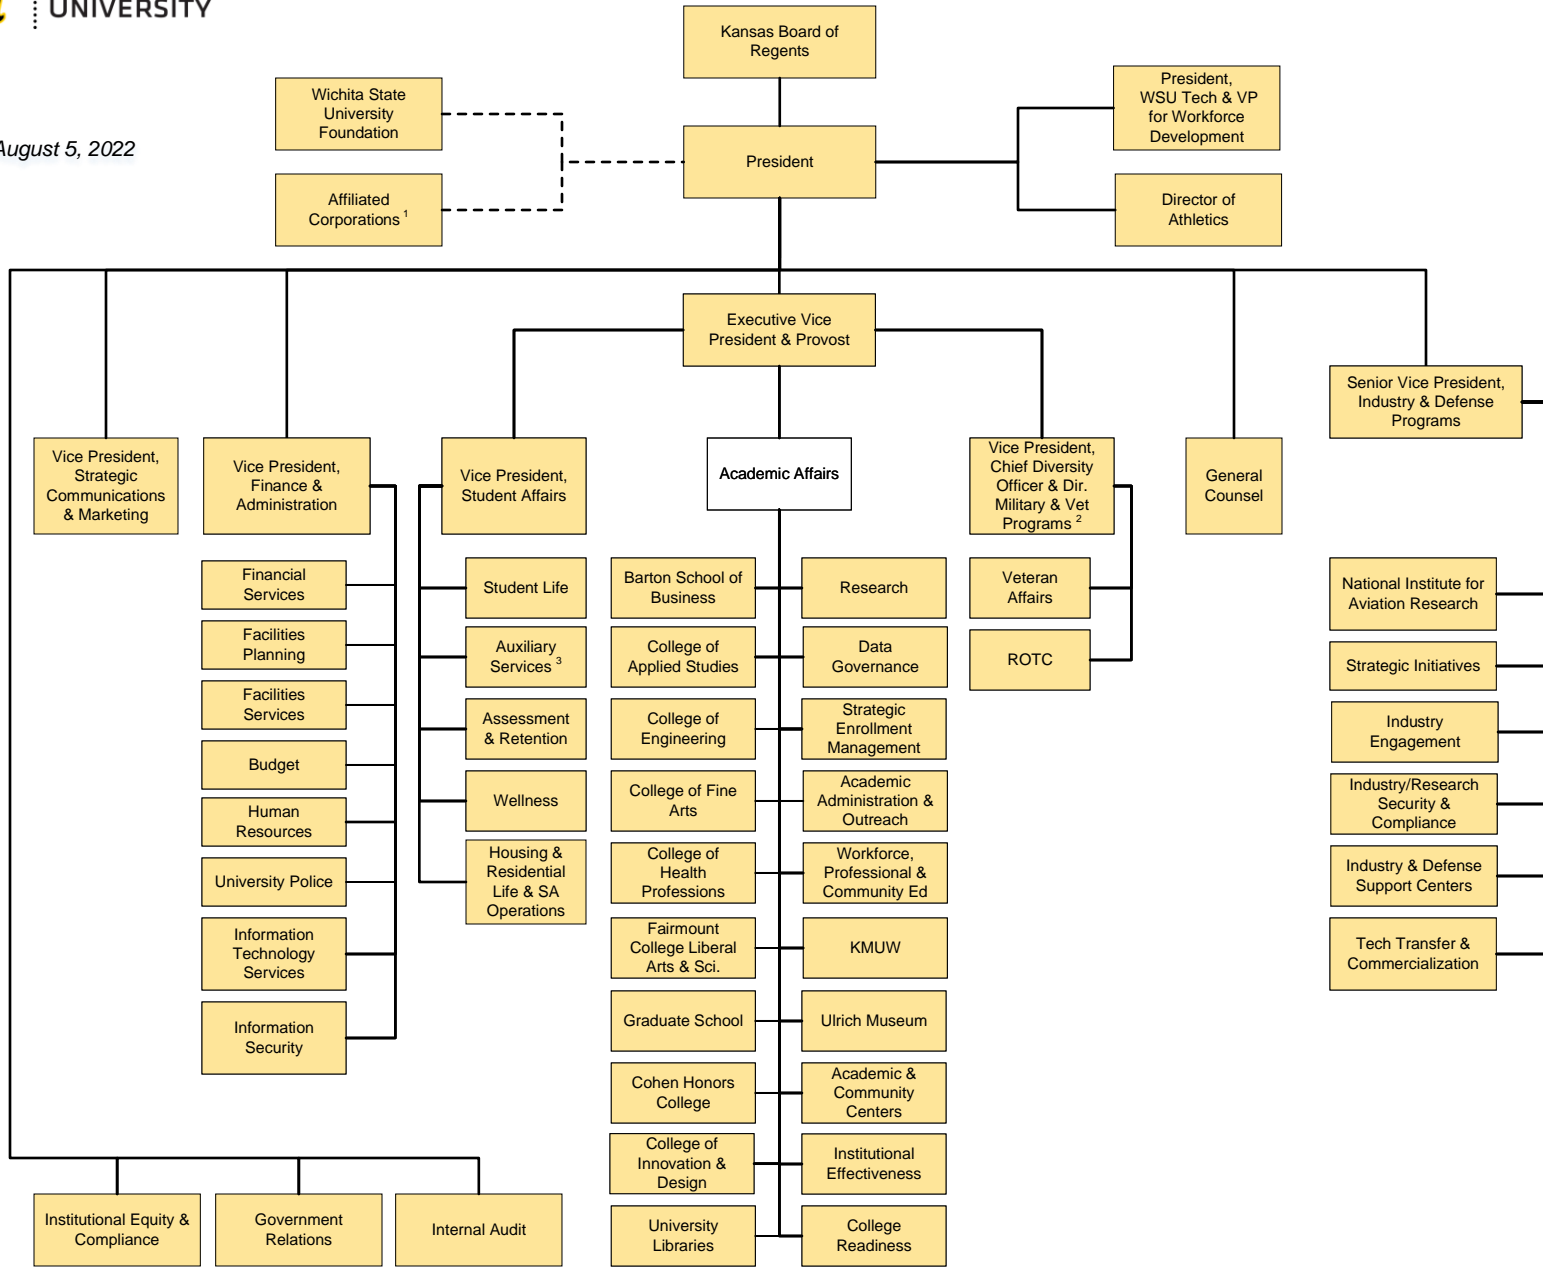 UNIVERSITY
August 5, 2022
Kansas Board of
Regents
Wichita State
University
Foundation
President,
WSU Tech & VP
for Workforce
Development
President
Affiliated
Corporations 1
Director of
Athletics
Executive Vice
President & Provost
Senior Vice President,
Industry & Defense
Programs
Vice President,
Strategic
Communications
& Marketing
Vice President,
Finance &
Administration
Vice President,
Student Affairs
Academic Affairs
Vice President,
Chief Diversity
Officer & Dir.
Military & Vet
Programs 2
General
Counsel
Financial
Services
Facilities
Planning
Facilities
Services
Budget
Human
Resources
University Police
Information
Technology
Services
Information
Security
Student Life
Auxiliary
Services 3
Assessment
& Retention
Wellness
Housing &
Residential
Life & SA
Operations
Barton School of
Business
College of
Applied Studies
College of
Engineering
College of Fine
Arts
College of
Health
Professions
Fairmount
College Liberal
Arts & Sci.
Graduate School
Cohen Honors
College
College of
Innovation &
Design
University
Libraries
Research
Data
Governance
Strategic
Enrollment
Management
Academic
Administration &
Outreach
Workforce,
Professional &
Community Ed
KMUW
Ulrich Museum
Academic &
Community
Centers
Institutional
Effectiveness
College
Readiness
Veteran
Affairs
ROTC
National Institute for
Aviation Research
Strategic Initiatives
Industry
Engagement
Industry/Research
Security &
Compliance
Industry & Defense
Support Centers
Tech Transfer &
Commercialization
Institutional Equity &
Compliance
Government
Relations
Internal Audit